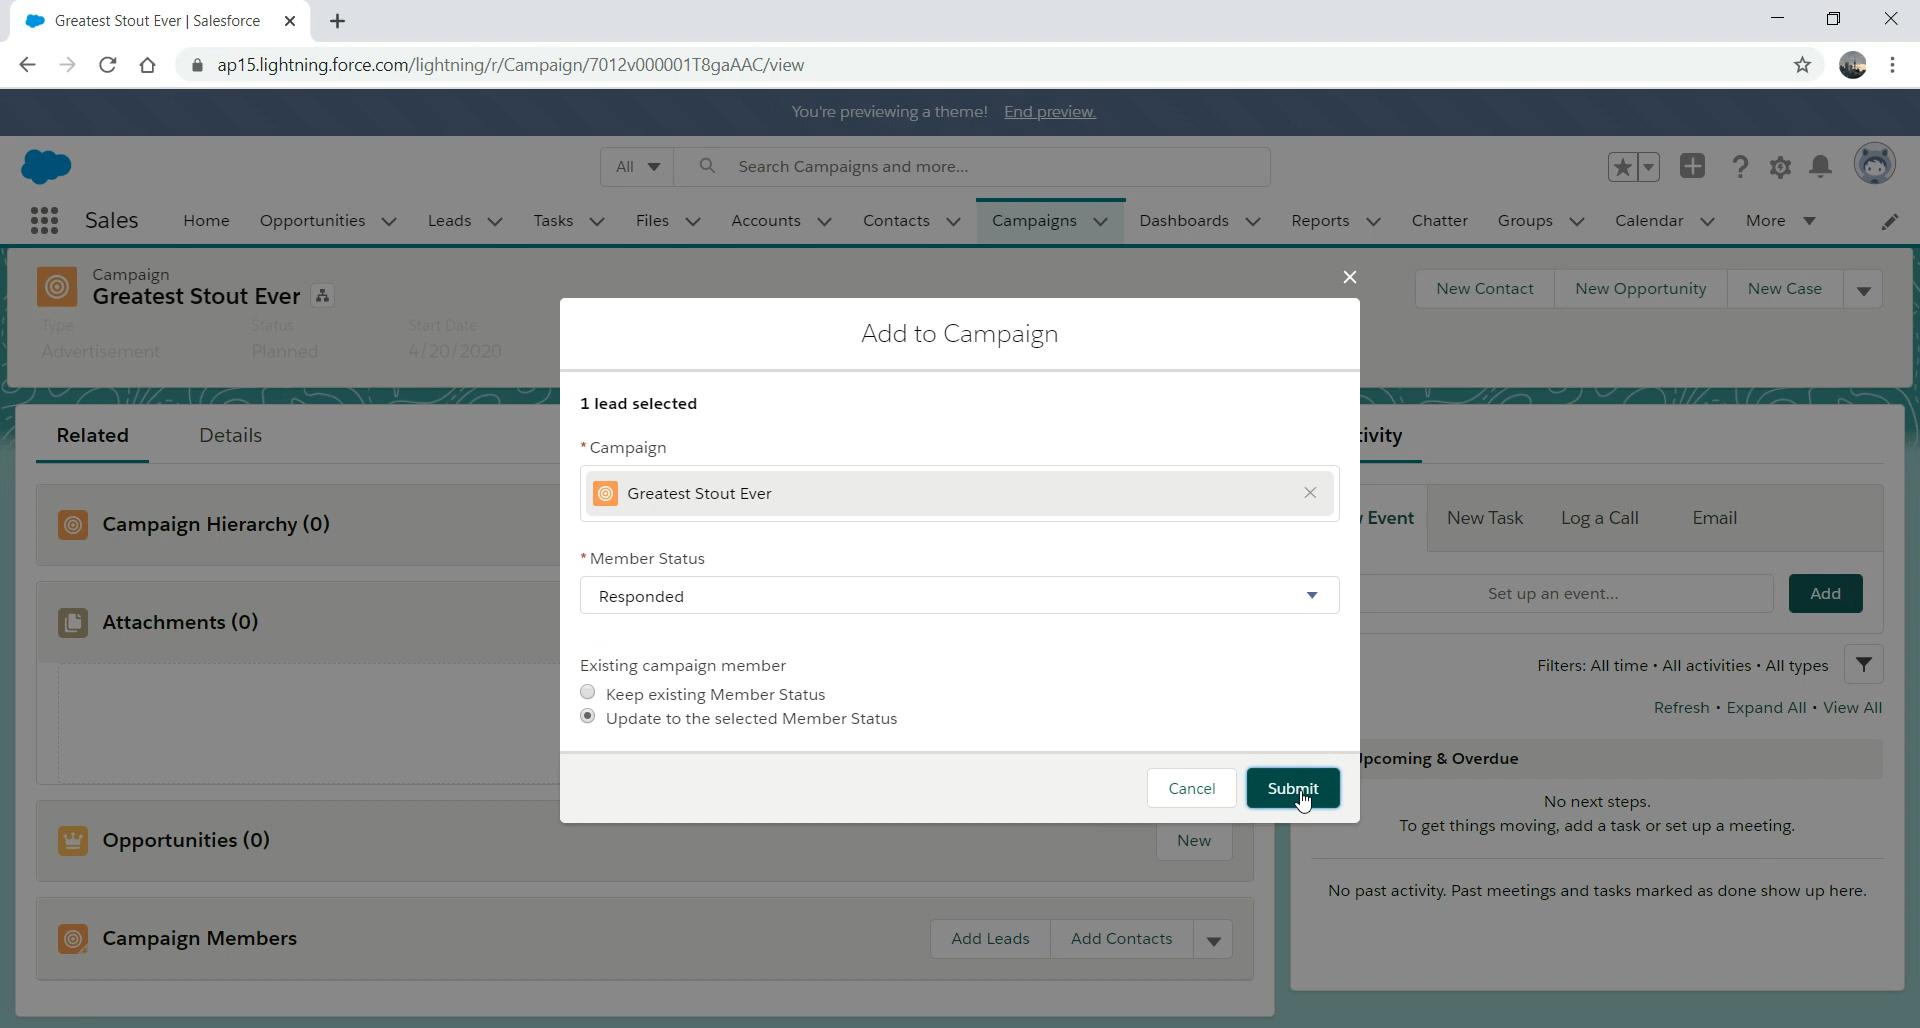 Greatest Stout Ever | Salesforce
ap15.lightning.force.com/lightning/r/Campaign/7012v000001T8gaAAC/view
You're previewing a theme! End preview.
All Search Campaigns and more...
Sales Home Opportunities Leads Tasks Files Accounts Contacts Campaigns Dashboards Reports Chatter Groups Calendar More
Campaign
Greatest Stout Ever
New Contact New Opportunity New Case
Type Status Start Date
Advertisement Planned 4/20/2020
Add to Campaign
1 lead selected
* Campaign
Greatest Stout Ever
* Member Status
Responded
Existing campaign member
Keep existing Member Status
Update to the selected Member Status
Cancel Submit
Related Details
Campaign Hierarchy (0)
Attachments (0)
Opportunities (0) New
Campaign Members Add Leads Add Contacts
ivity
Event New Task Log a Call Email
Set up an event... Add
Filters: All time • All activities • All types
Refresh • Expand All • View All
pcoming & Overdue
No next steps.
To get things moving, add a task or set up a meeting.
No past activity. Past meetings and tasks marked as done show up here.